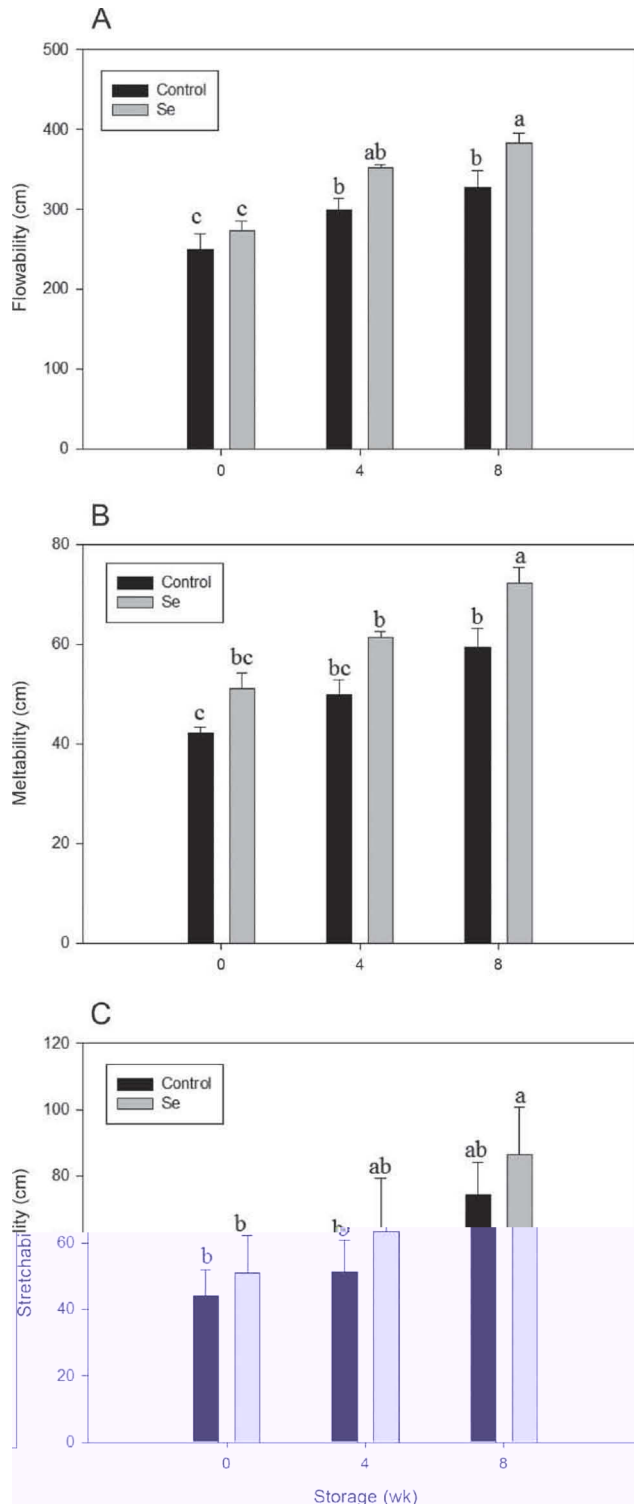 A
500
400
300
200
100
0
Flowability (cm)
Control
Se
c
c
b
ab
b
a
0
4
8
B
80
60
40
20
0
Meltability (cm)
Control
Se
c
bc
bc
b
b
a
0
4
8
C
120
100
80
60
40
20
0
Stretchability (cm)
Control
Se
b
b
b
ab
ab
a
0
4
8
Storage (wk)